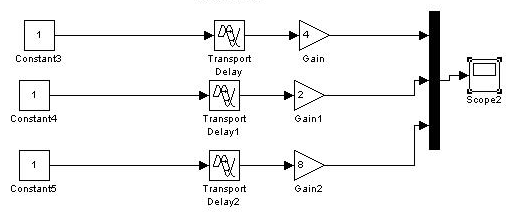 1
4
Constant3
Transport
Delay
Gain
1
2
Scope2
Constant4
Transport
Delay1
Gain1
1
8
Constant5
Transport
Delay2
Gain2